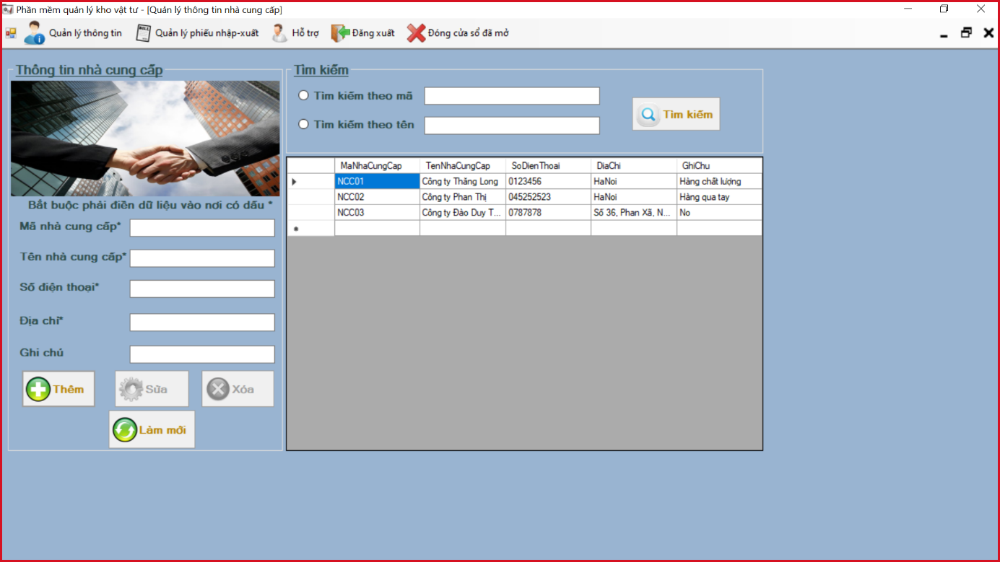 Phần mềm quản lý kho vật tư - [Quản lý thông tin nhà cung cấp]
Quản lý thông tin Quản lý phiếu nhập-xuất Hỗ trợ Đăng xuất Đóng cửa sổ đã mở
Thông tin nhà cung cấp
Bắt buộc phải điền dữ liệu vào nơi có dấu *
Mã nhà cung cấp*
Tên nhà cung cấp*
Số điện thoại*
Địa chỉ*
Ghi chú
Thêm Sửa Xóa
Làm mới
Tìm kiếm
Tìm kiếm theo mã
Tìm kiếm theo tên
Tìm kiếm
MaNhaCungCap TenNhaCungCap SoDienThoai DiaChi GhiChu
NCC01 Công ty Thăng Long 0123456 HaNoi Hàng chất lượng
NCC02 Công ty Phan Thị 045252523 HaNoi Hàng qua tay
NCC03 Công ty Đào Duy T... 0787878 Số 36, Phan Xã, N... No